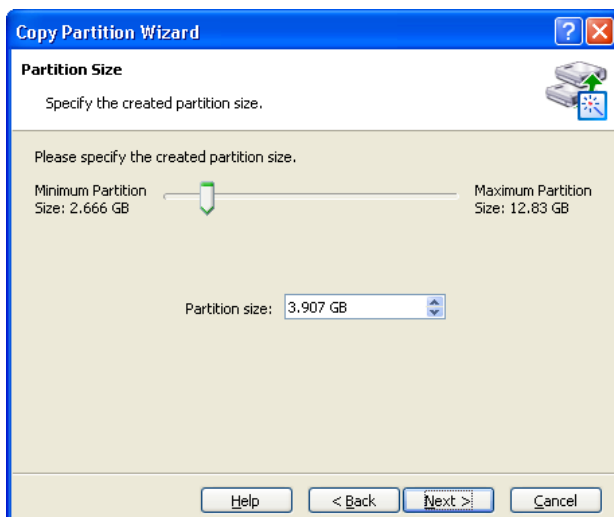 Copy Partition Wizard
Partition Size
Specify the created partition size.
Please specify the created partition size.
Minimum Partition
Size: 2.666 GB
Maximum Partition
Size: 12.83 GB
Partition size: 3.907 GB
Help < Back Next > Cancel